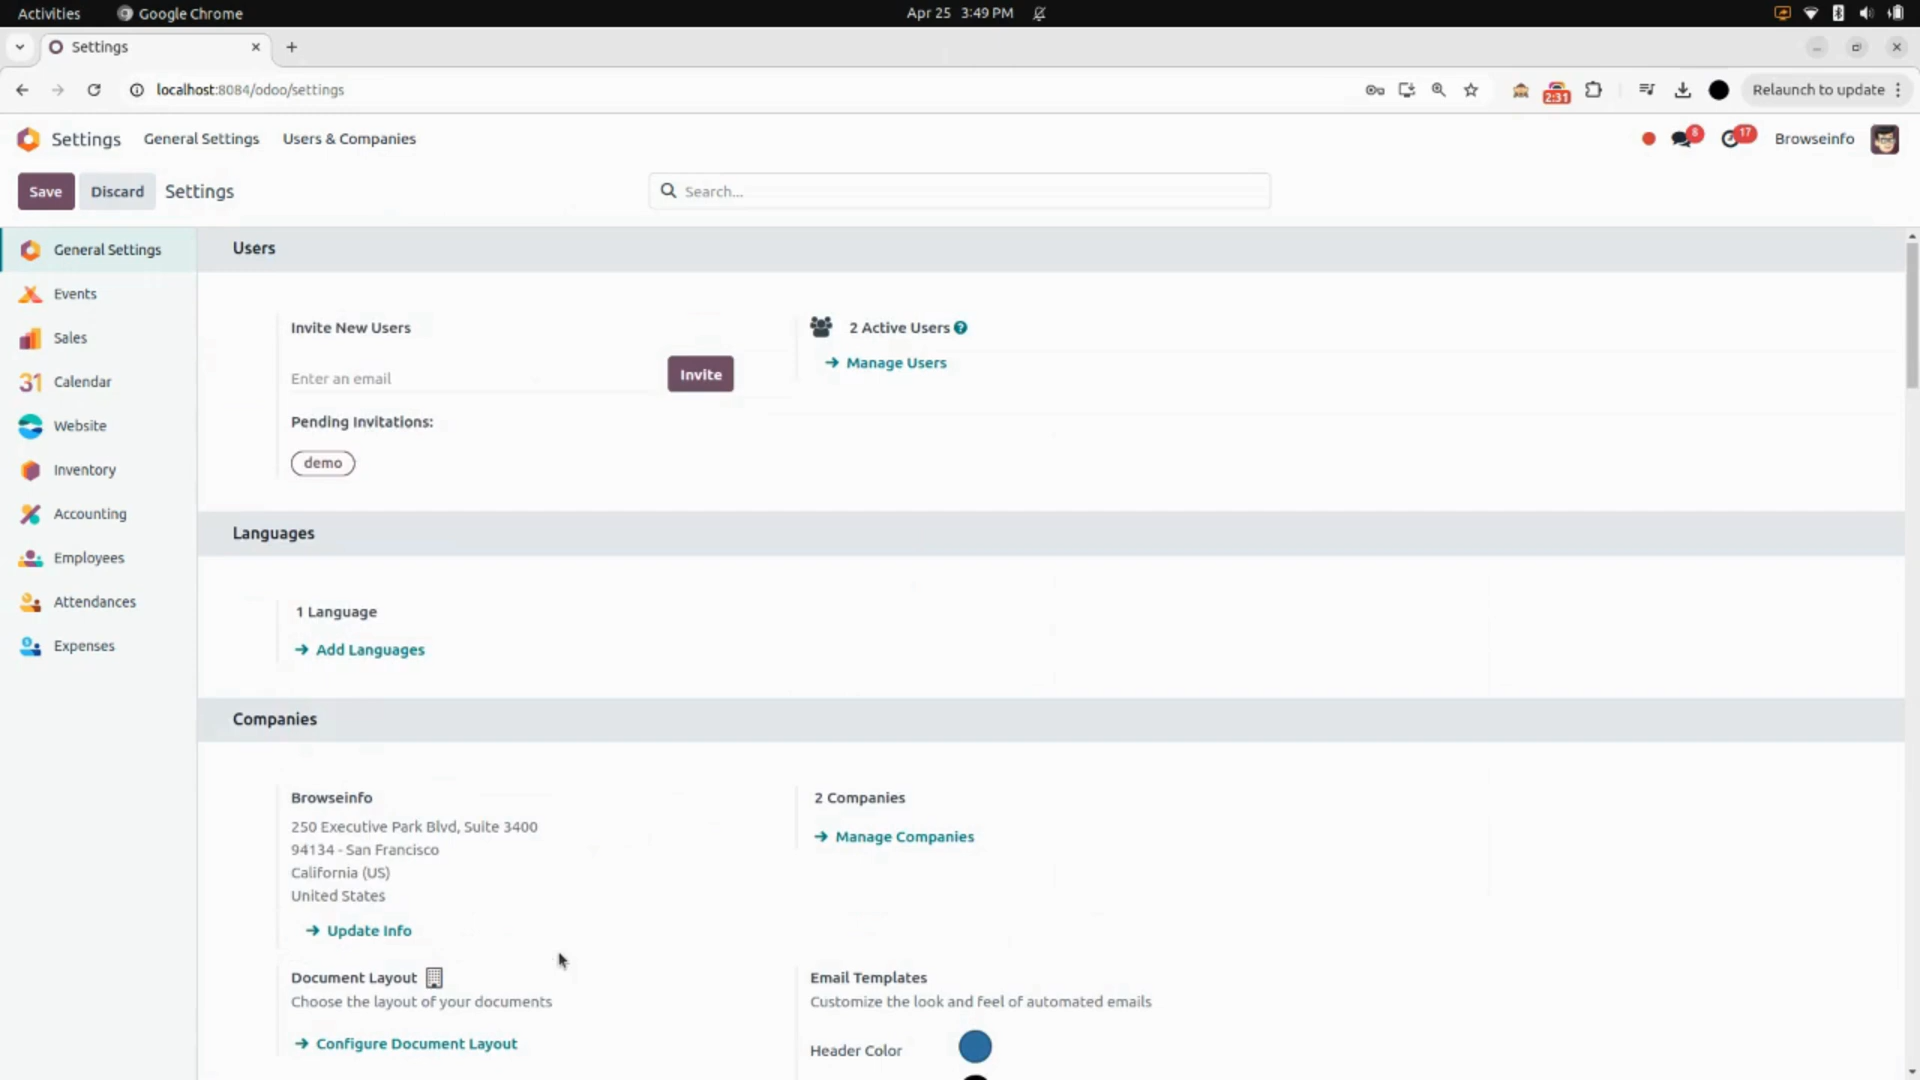 Activities Google Chrome Apr 25 3:49 PM
Settings
localhost:8084/odoo/settings 2:31 Relaunch to update
Settings General Settings Users & Companies 8 17 Browseinfo
Save Discard Settings Search...
General Settings
Events
Sales
31 Calendar
Website
Inventory
Accounting
Employees
Attendances
Expenses
Users
Invite New Users
Enter an email Invite
Pending Invitations:
demo
2 Active Users ?
→ Manage Users
Languages
1 Language
→ Add Languages
Companies
Browseinfo
250 Executive Park Blvd, Suite 3400
94134 - San Francisco
California (US)
United States
→ Update Info
2 Companies
→ Manage Companies
Document Layout
Choose the layout of your documents
→ Configure Document Layout
Email Templates
Customize the look and feel of automated emails
Header Color